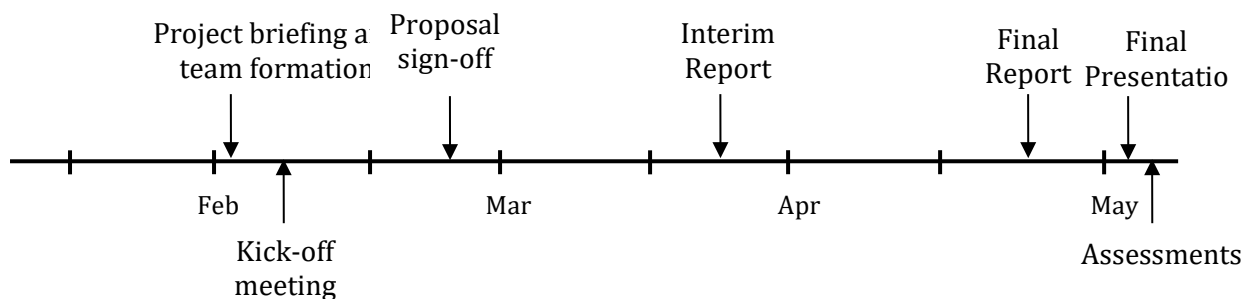 Project briefing a
team formation
Proposal
sign-off
Interim
Report
Final
Report
Final
Presentatio
Feb
Mar
Apr
May
Kick-off
meeting
Assessments